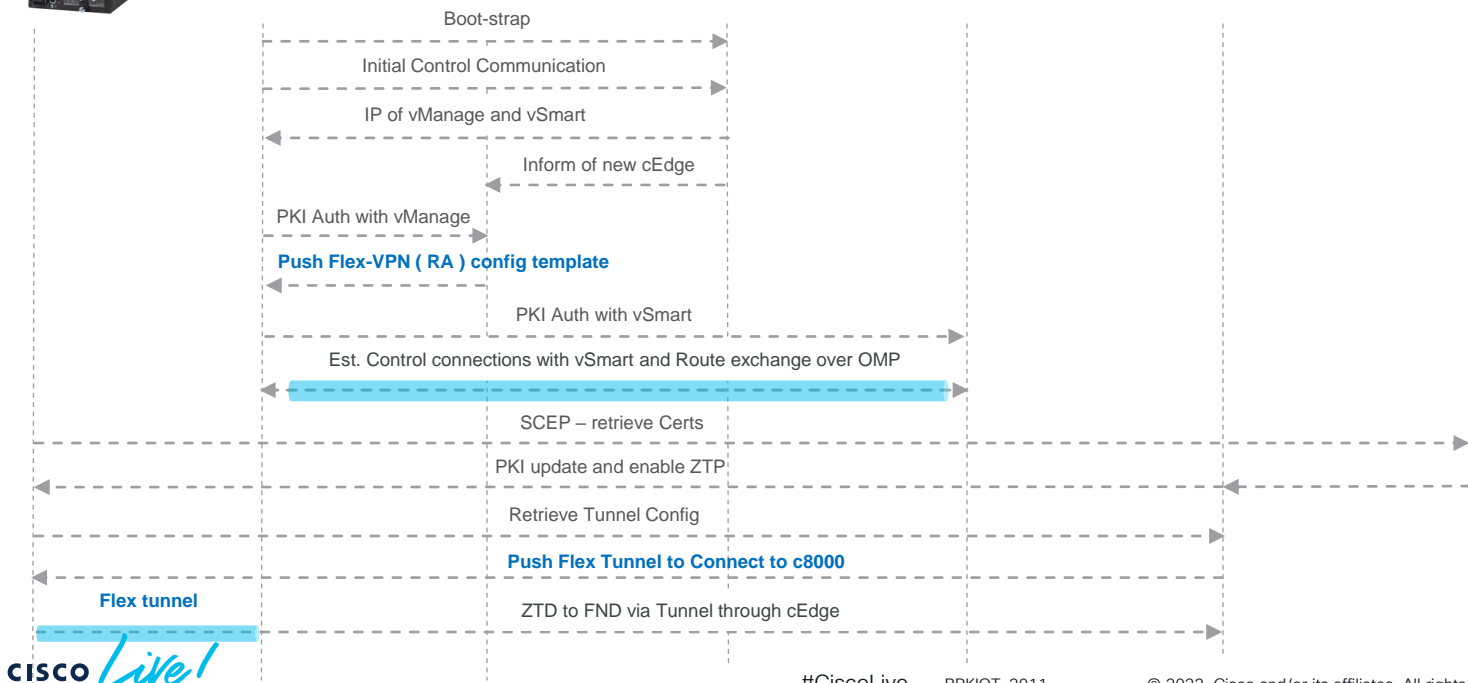 Boot-strap
Initial Control Communication
IP of vManage and vSmart
Inform of new cEdge
PKI Auth with vManage
Push Flex-VPN ( RA ) config template
PKI Auth with vSmart
Est. Control connections with vSmart and Route exchange over OMP
SCEP – retrieve Certs
PKI update and enable ZTP
Retrieve Tunnel Config
Push Flex Tunnel to Connect to c8000
Flex tunnel
ZTD to FND via Tunnel through cEdge
CISCO Live!
#CiscoLive